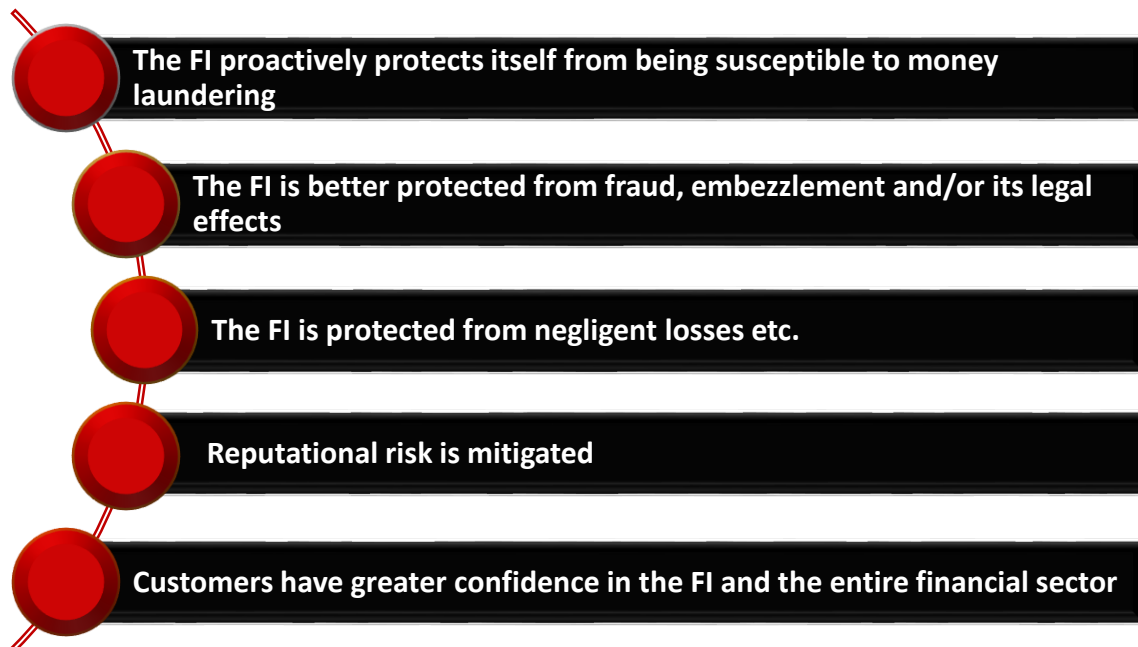 The FI proactively protects itself from being susceptible to money
laundering
The FI is better protected from fraud, embezzlement and/or its legal
effects
The FI is protected from negligent losses etc.
Reputational risk is mitigated
Customers have greater confidence in the FI and the entire financial sector